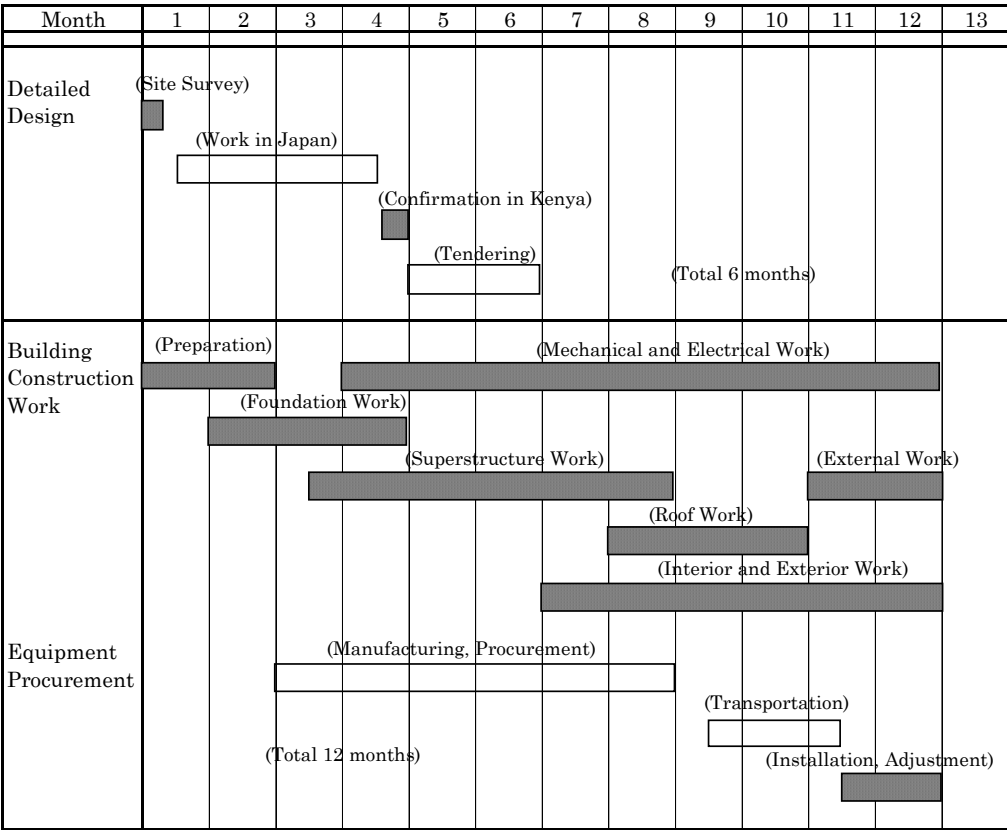 Month 1 2 3 4 5 6 7 8 9 10 11 12 13
Detailed
Design
(Site Survey)
(Work in Japan)
(Confirmation in Kenya)
(Tendering)
(Total 6 months)
Building
Construction
Work
(Preparation)
(Mechanical and Electrical Work)
(Foundation Work)
(Superstructure Work)
(External Work)
(Roof Work)
(Interior and Exterior Work)
Equipment
Procurement
(Manufacturing, Procurement)
(Transportation)
(Total 12 months)
(Installation, Adjustment)